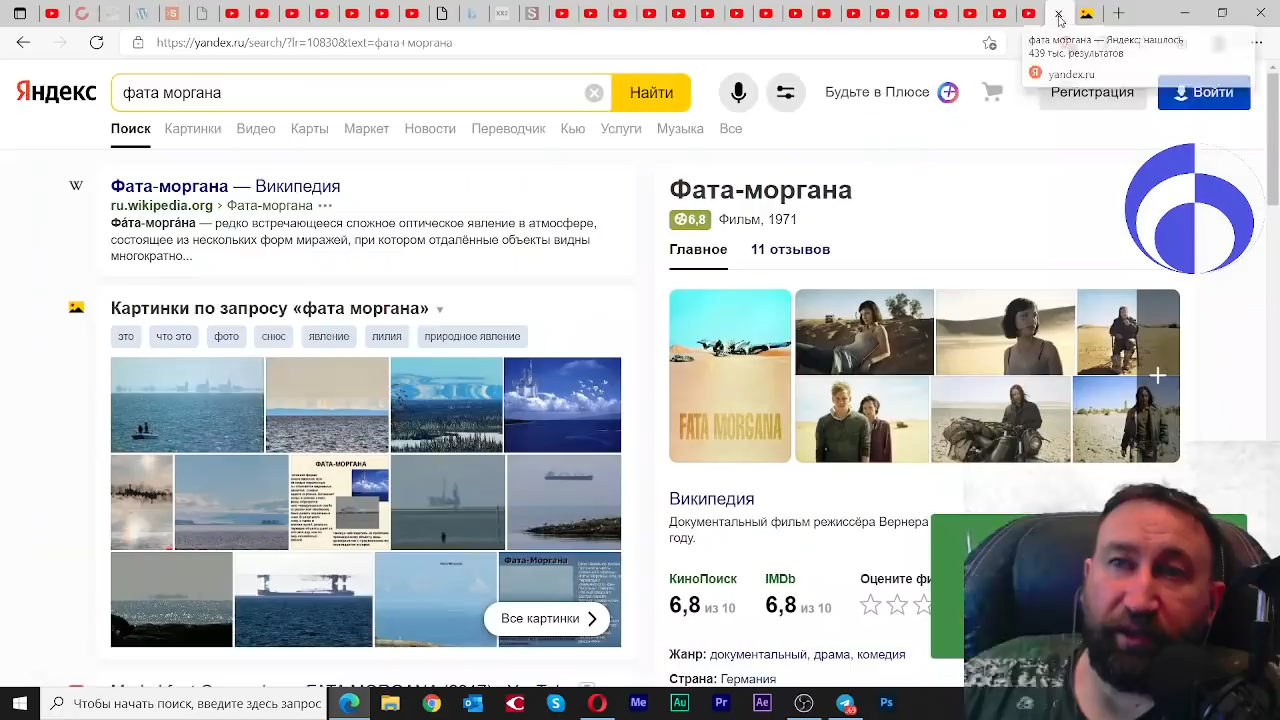 https://yandex.ru/search/?lr=10830&text=фата+моргана
фата моргана — Яндекс: нашлось
439 тыс. результатов
yandex.ru
Яндекс
фата моргана
Найти
Будьте в Плюсе
Регистрация
Войти
Поиск Картинки Видео Карты Маркет Новости Переводчик Кью Услуги Музыка Все
Фата-моргана — Википедия
ru.wikipedia.org › Фата-моргана
Фа́та-морга́на — редко встречающееся сложное оптическое явление в атмосфере,
состоящее из нескольких форм миражей, при котором отдалённые объекты видны
многократно...
Картинки по запросу «фата моргана»
это что это фото снюс явление лилия природное явление
ФАТА-МОРГАНА
Фата-Моргана
Все картинки
Фата-моргана
6,8 Фильм, 1971
Главное 11 отзывов
FATA MORGANA
Википедия
Документальный фильм режиссёра Вернера
году.
КиноПоиск IMDb Оцените фи
6,8 из 10 6,8 из 10
Жанр: документальный, драма, комедия
Страна: Германия
Чтобы начать поиск, введите здесь запрос
Me Au Pr Ae Ps